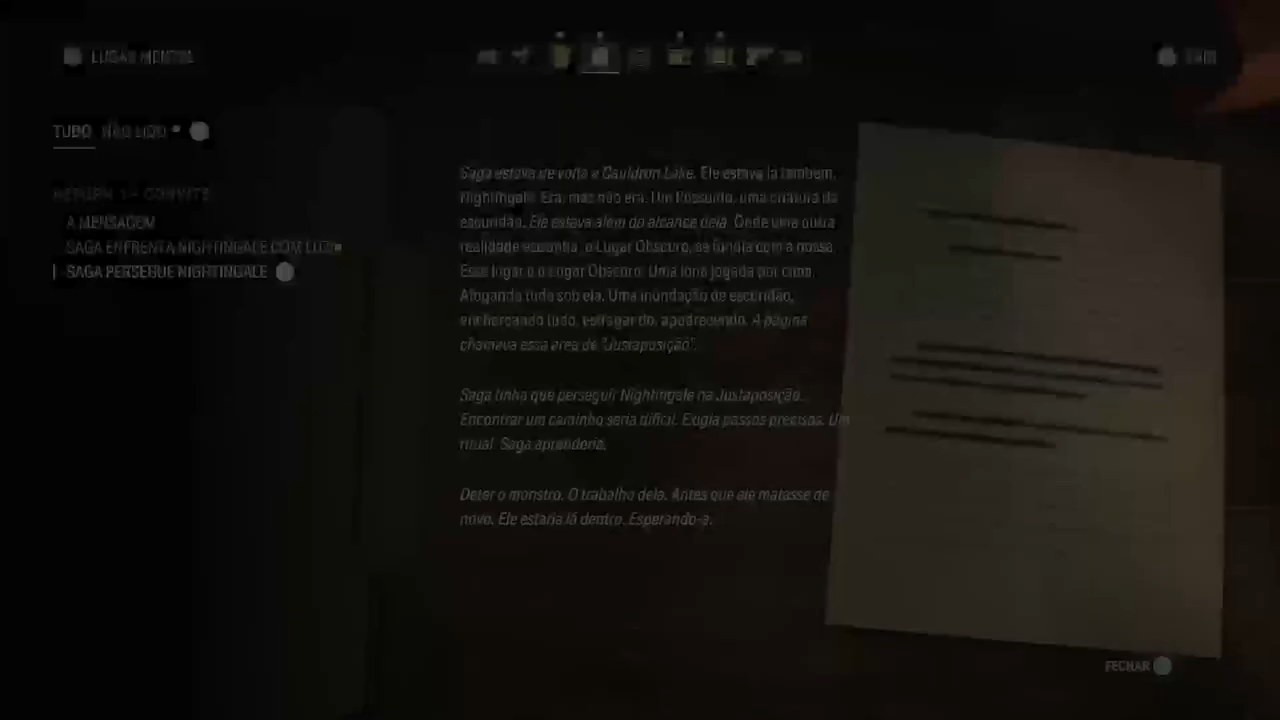 LUGAR MENTAL
SAIR
TUDO NÃO LIDO
RETURN 1 - CONVITE
A MENSAGEM
SAGA ENFRENTA NIGHTINGALE COM LUZ
SAGA PERSEGUE NIGHTINGALE
Saga estava de volta a Cauldron Lake. Ele estava lá também.
Nightingale. Era, mas não era. Um Possuído, uma criatura da
escuridão. Ele estava além do alcance dela. Onde uma outra
realidade escondia, o Lugar Obscuro, se fundia com a nossa.
Esse lugar e o Lugar Obscuro. Uma lona jogada por cima.
Afogando tudo sob ela. Uma inundação de escuridão,
encharcando tudo, estragando, apodrecendo. A página
chamava essa área de "Justaposição".
Saga tinha que perseguir Nightingale na Justaposição.
Encontrar um caminho seria difícil. Exigia passos precisos. Um
ritual. Saga aprenderia.
Deter o monstro. O trabalho dela. Antes que ele matasse de
novo. Ele estaria lá dentro. Esperando-a.
FECHAR